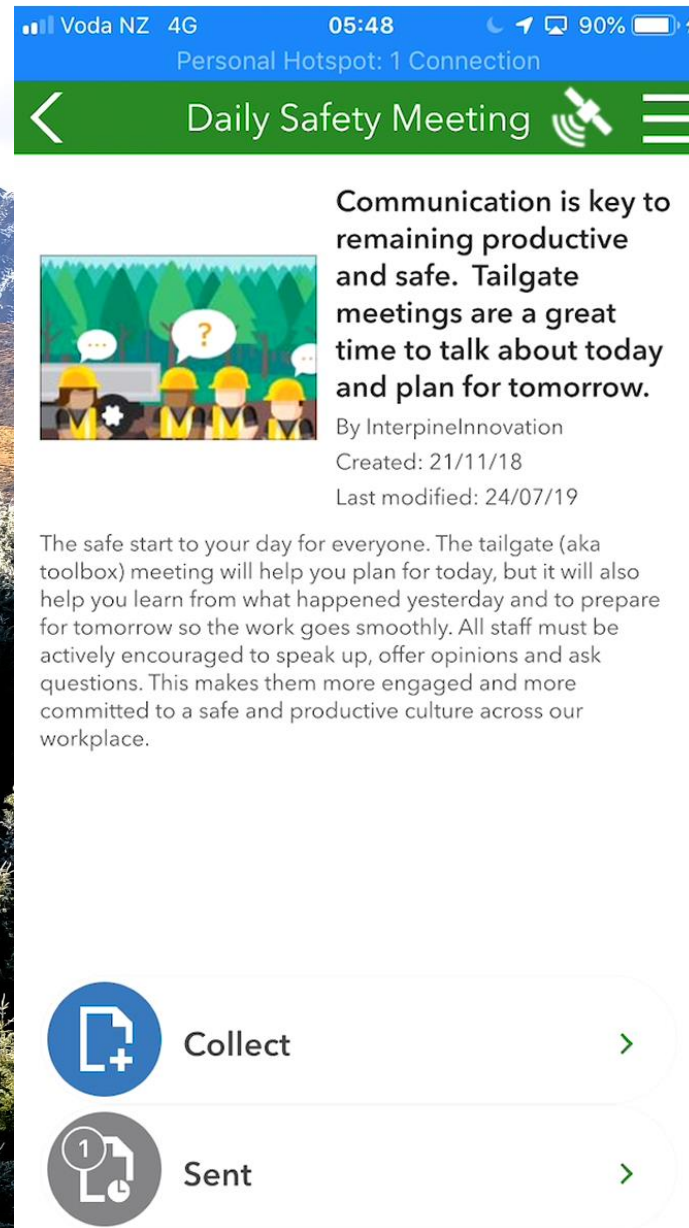 Voda NZ 4G 05:48 90%
Personal Hotspot: 1 Connection
Daily Safety Meeting
Communication is key to
remaining productive
and safe. Tailgate
meetings are a great
time to talk about today
and plan for tomorrow.
...
?
...
By InterpineInnovation
Created: 21/11/18
Last modified: 24/07/19
The safe start to your day for everyone. The tailgate (aka
toolbox) meeting will help you plan for today, but it will also
help you learn from what happened yesterday and to prepare
for tomorrow so the work goes smoothly. All staff must be
actively encouraged to speak up, offer opinions and ask
questions. This makes them more engaged and more
committed to a safe and productive culture across our
workplace.
Collect
1
Sent